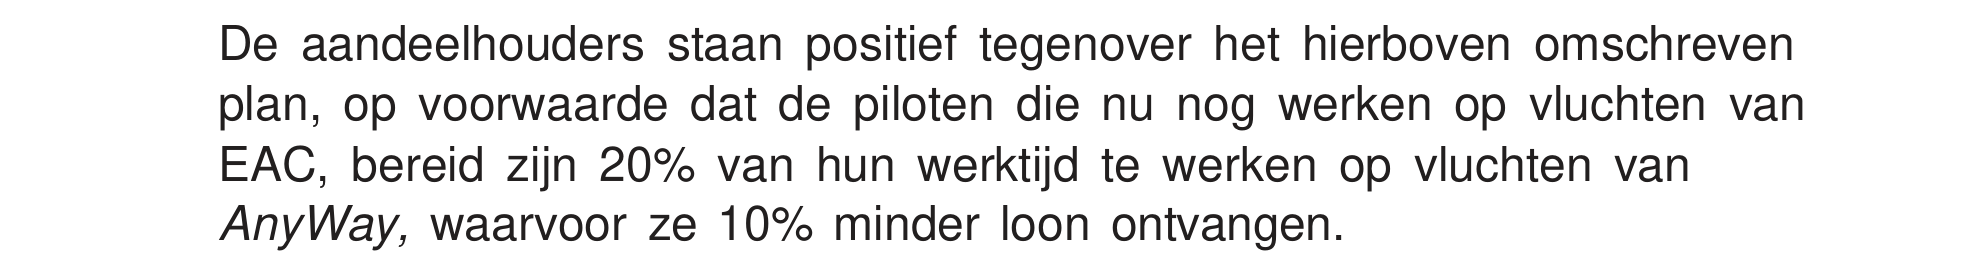 De aandeelhouders staan positief tegenover het hierboven omschreven
plan, op voorwaarde dat de piloten die nu nog werken op vluchten van
EAC, bereid zijn 20% van hun werktijd te werken op vluchten van
AnyWay, waarvoor ze 10% minder loon ontvangen.